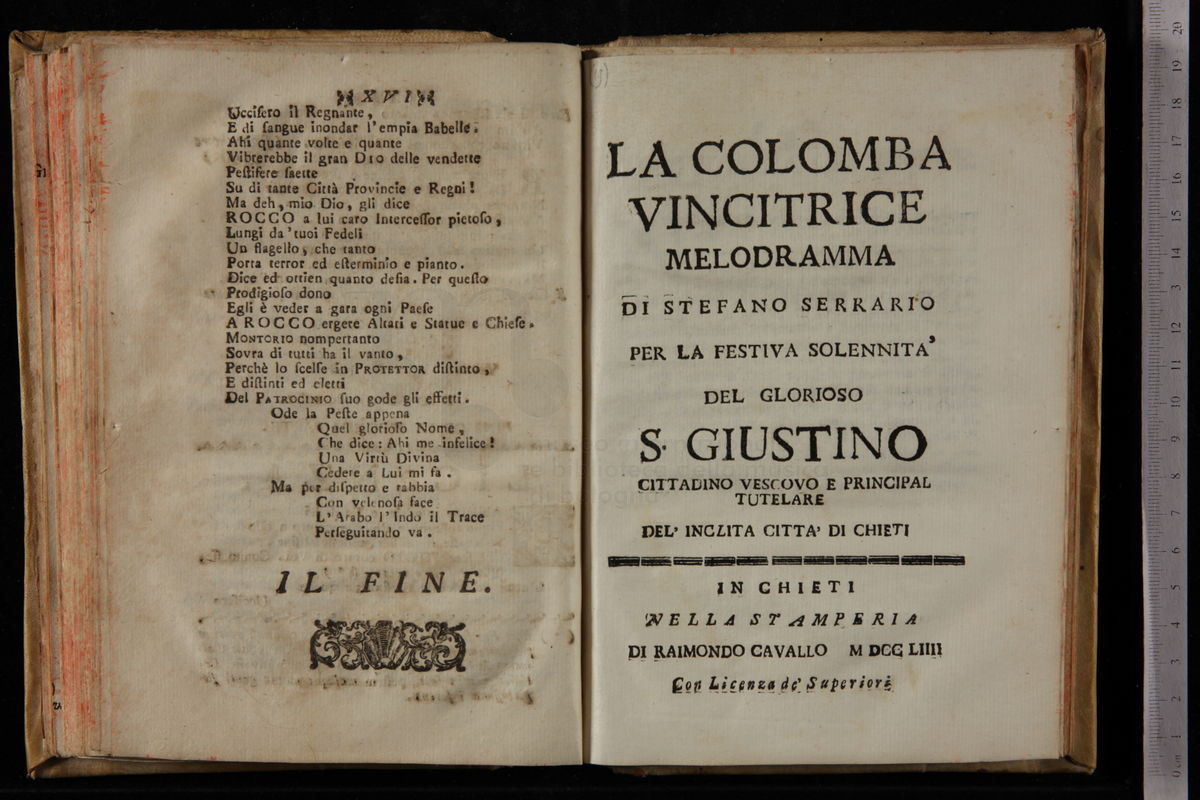 XVI
Uccisero il Regnante,
E di sangue inondar l'empia Babelle.
Ahi quante volte e quante
Vibrerebbe il gran DIO delle vendette
Pestifere saette
Su di tante Città Provincie e Regni!
Ma deh, mio Dio, gli dice
ROCCO a lui caro Intercessor pietoso,
Lungi da' tuoi Fedeli
Un flagello, che tanto
Porta terror ed esterminio e pianto.
Dice ed ottien quanto desia. Per questo
Prodigioso dono
Egli è veder a gara ogni Paese
A ROCCO ergere Altari e Statue e Chiese.
MONTORIO nompertanto
Sovra di tutti ha il vanto,
Perchè lo scelse in PROTETTOR distinto,
E distinti ed eletti
Del PATROCINIO suo gode gli effetti.
Ode la Peste appena
Quel glorioso Nome,
Che dice: Ahi me infelice!
Una Virtù Divina
Cedere a Lui mi fa.
Ma per dispetto e rabbia
Con velenosa face
L'Arabo l'Indo il Trace
Perseguitando va.
IL FINE.
LA COLOMBA
VINCITRICE
MELODRAMMA
DI STEFANO SERRARIO
PER LA FESTIVA SOLENNITA'
DEL GLORIOSO
S. GIUSTINO
CITTADINO VESCOVO E PRINCIPAL
TUTELARE
DEL' INCLITA CITTA' DI CHIETI
IN CHIETI
NELLA STAMPERIA
DI RAIMONDO CAVALLO M DCC LIIII
Con Licenza de' Superiori